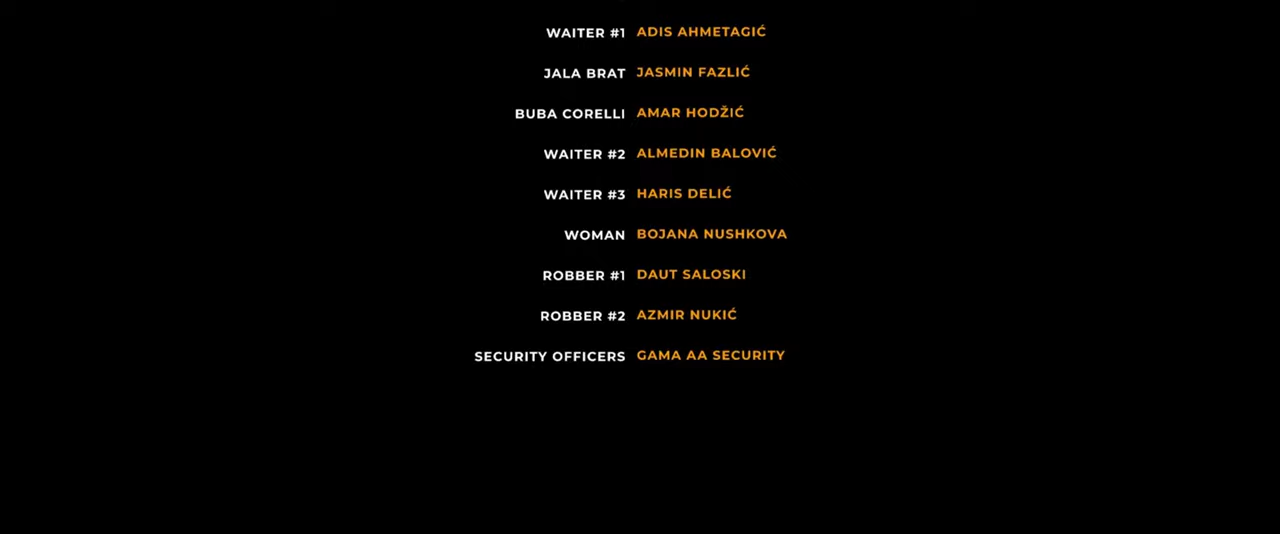 WAITER #1 ADIS AHMETAGIĆ
JALA BRAT JASMIN FAZLIĆ
BUBA CORELLI AMAR HODŽIĆ
WAITER #2 ALMEDIN BALOVIĆ
WAITER #3 HARIS DELIĆ
WOMAN BOJANA NUSHKOVA
ROBBER #1 DAUT SALOSKI
ROBBER #2 AZMIR NUKIĆ
SECURITY OFFICERS GAMA AA SECURITY